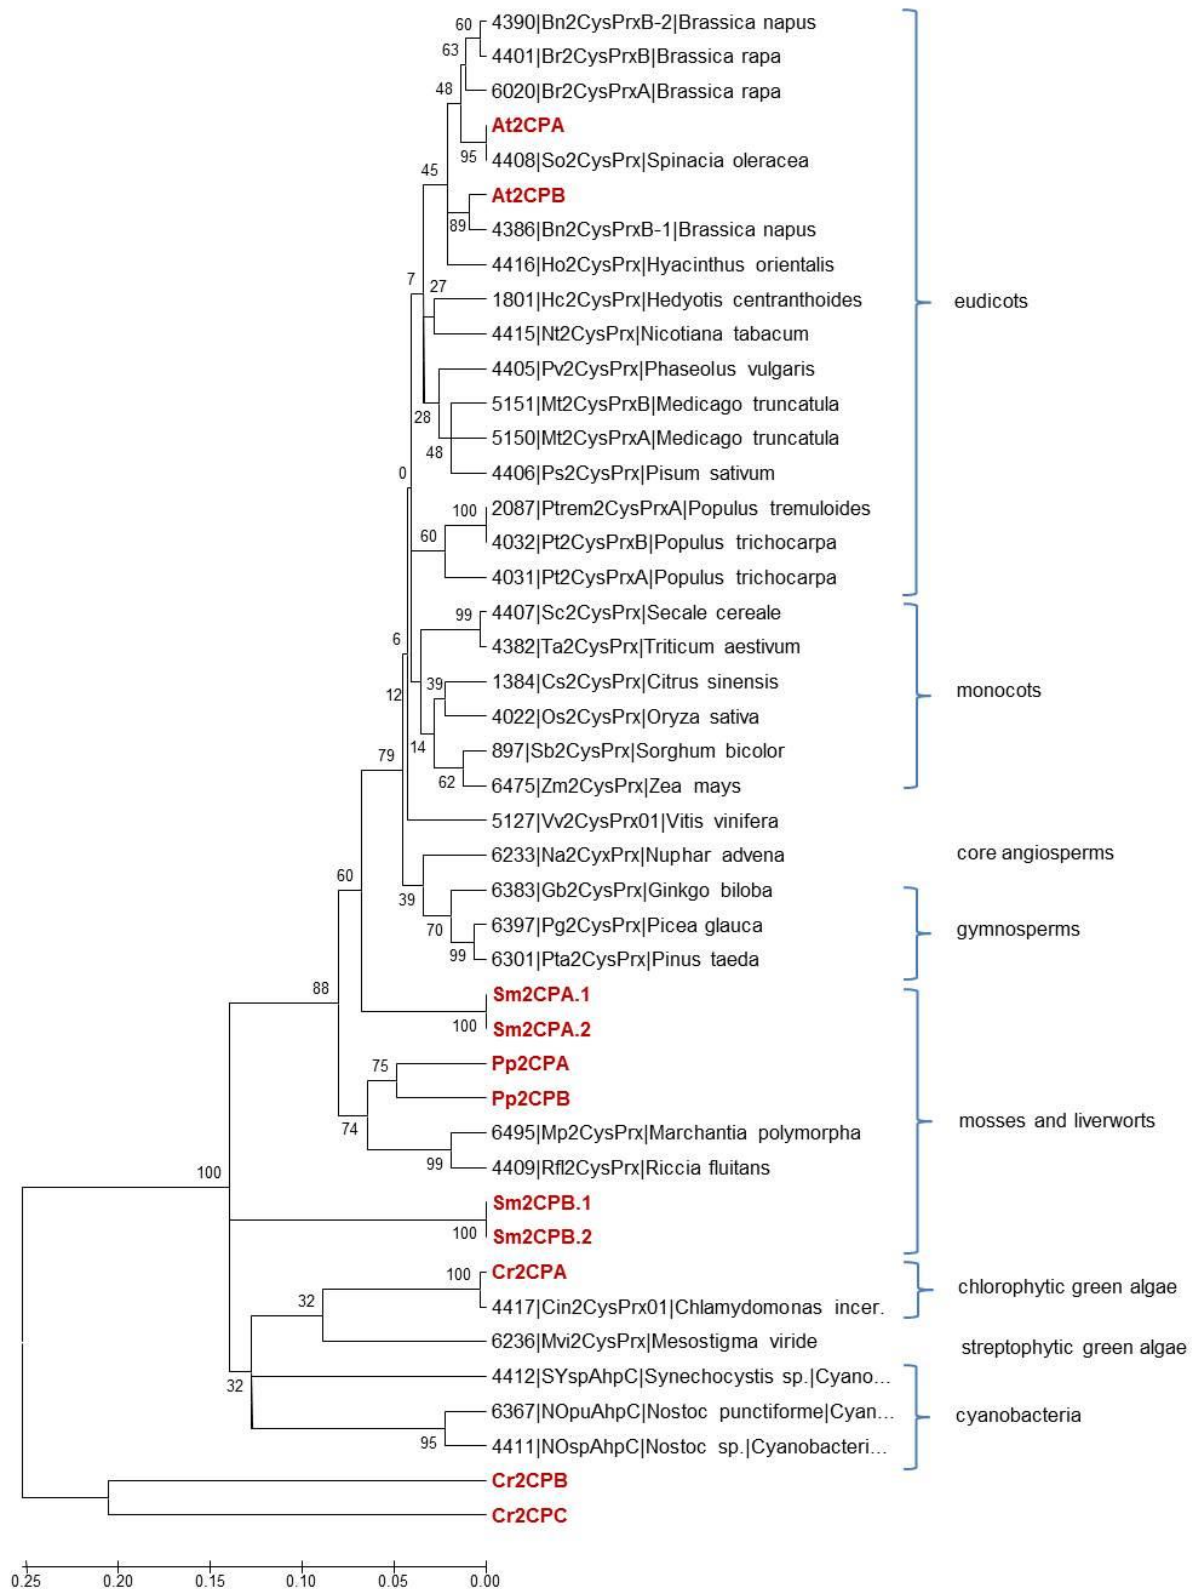 60
4390|Bn2CysPrxB-2|Brassica napus
63
4401|Br2CysPrxB|Brassica rapa
48
6020|Br2CysPrxA|Brassica rapa
At2CPA
95
4408|So2CysPrx|Spinacia oleracea
45
At2CPB
89
4386|Bn2CysPrxB-1|Brassica napus
4416|Ho2CysPrx|Hyacinthus orientalis
7
27
1801|Hc2CysPrx|Hedyotis centranthoides
eudicots
4415|Nt2CysPrx|Nicotiana tabacum
4405|Pv2CysPrx|Phaseolus vulgaris
28
5151|Mt2CysPrxB|Medicago truncatula
5150|Mt2CysPrxA|Medicago truncatula
48
0
4406|Ps2CysPrx|Pisum sativum
100
2087|Ptrem2CysPrxA|Populus tremuloides
60
4032|Pt2CysPrxB|Populus trichocarpa
4031|Pt2CysPrxA|Populus trichocarpa
99
4407|Sc2CysPrx|Secale cereale
6
4382|Ta2CysPrx|Triticum aestivum
12
39
1384|Cs2CysPrx|Citrus sinensis
monocots
4022|Os2CysPrx|Oryza sativa
79
14
897|Sb2CysPrx|Sorghum bicolor
62
6475|Zm2CysPrx|Zea mays
5127|Vv2CysPrx01|Vitis vinifera
6233|Na2CyxPrx|Nuphar advena
core angiosperms
60
39
6383|Gb2CysPrx|Ginkgo biloba
70
6397|Pg2CysPrx|Picea glauca
gymnosperms
99
6301|Pta2CysPrx|Pinus taeda
88
Sm2CPA.1
100
Sm2CPA.2
75
Pp2CPA
Pp2CPB
74
mosses and liverworts
6495|Mp2CysPrx|Marchantia polymorpha
99
4409|Rfl2CysPrx|Riccia fluitans
100
Sm2CPB.1
100
Sm2CPB.2
100
Cr2CPA
chlorophytic green algae
32
4417|Cin2CysPrx01|Chlamydomonas incer.
6236|Mvi2CysPrx|Mesostigma viride
streptophytic green algae
32
4412|SYspAhpC|Synechocystis sp.|Cyano...
6367|NOpuAhpC|Nostoc punctiforme|Cyan...
cyanobacteria
95
4411|NOspAhpC|Nostoc sp.|Cyanobacteri...
Cr2CPB
Cr2CPC
0.25 0.20 0.15 0.10 0.05 0.00